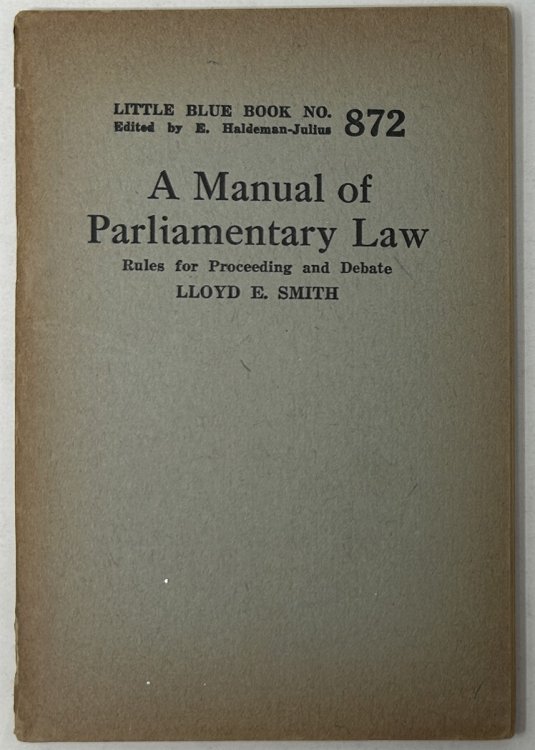 LITTLE BLUE BOOK NO. 872
Edited by E. Haldeman-Julius
A Manual of
Parliamentary Law
Rules for Proceeding and Debate
LLOYD E. SMITH